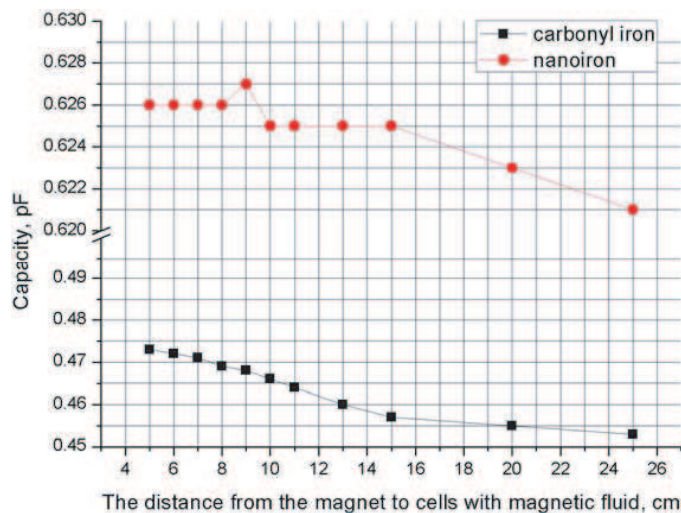 0.630
0.628
0.626
0.624
0.622
0.620
0.49
0.48
0.47
0.46
0.45
Capacity, pF
carbonyl iron
nanoiron
4 6 8 10 12 14 16 18 20 22 24 26
The distance from the magnet to cells with magnetic fluid, cm